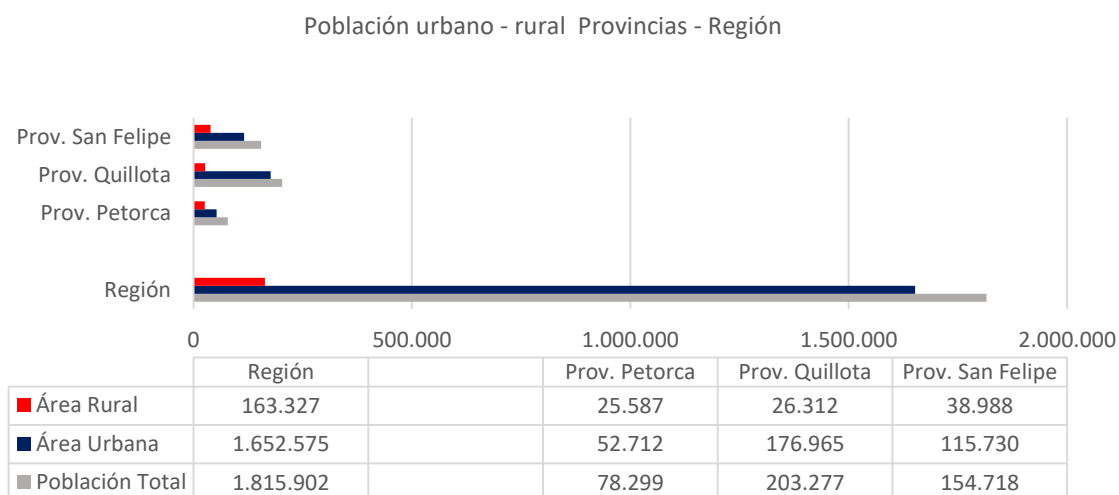 Población urbano - rural  Provincias - Región
Prov. San Felipe
Prov. Quillota
Prov. Petorca
Región
0 500.000 1.000.000 1.500.000 2.000.000
Región Prov. Petorca Prov. Quillota Prov. San Felipe
Área Rural 163.327 25.587 26.312 38.988
Área Urbana 1.652.575 52.712 176.965 115.730
Población Total 1.815.902 78.299 203.277 154.718